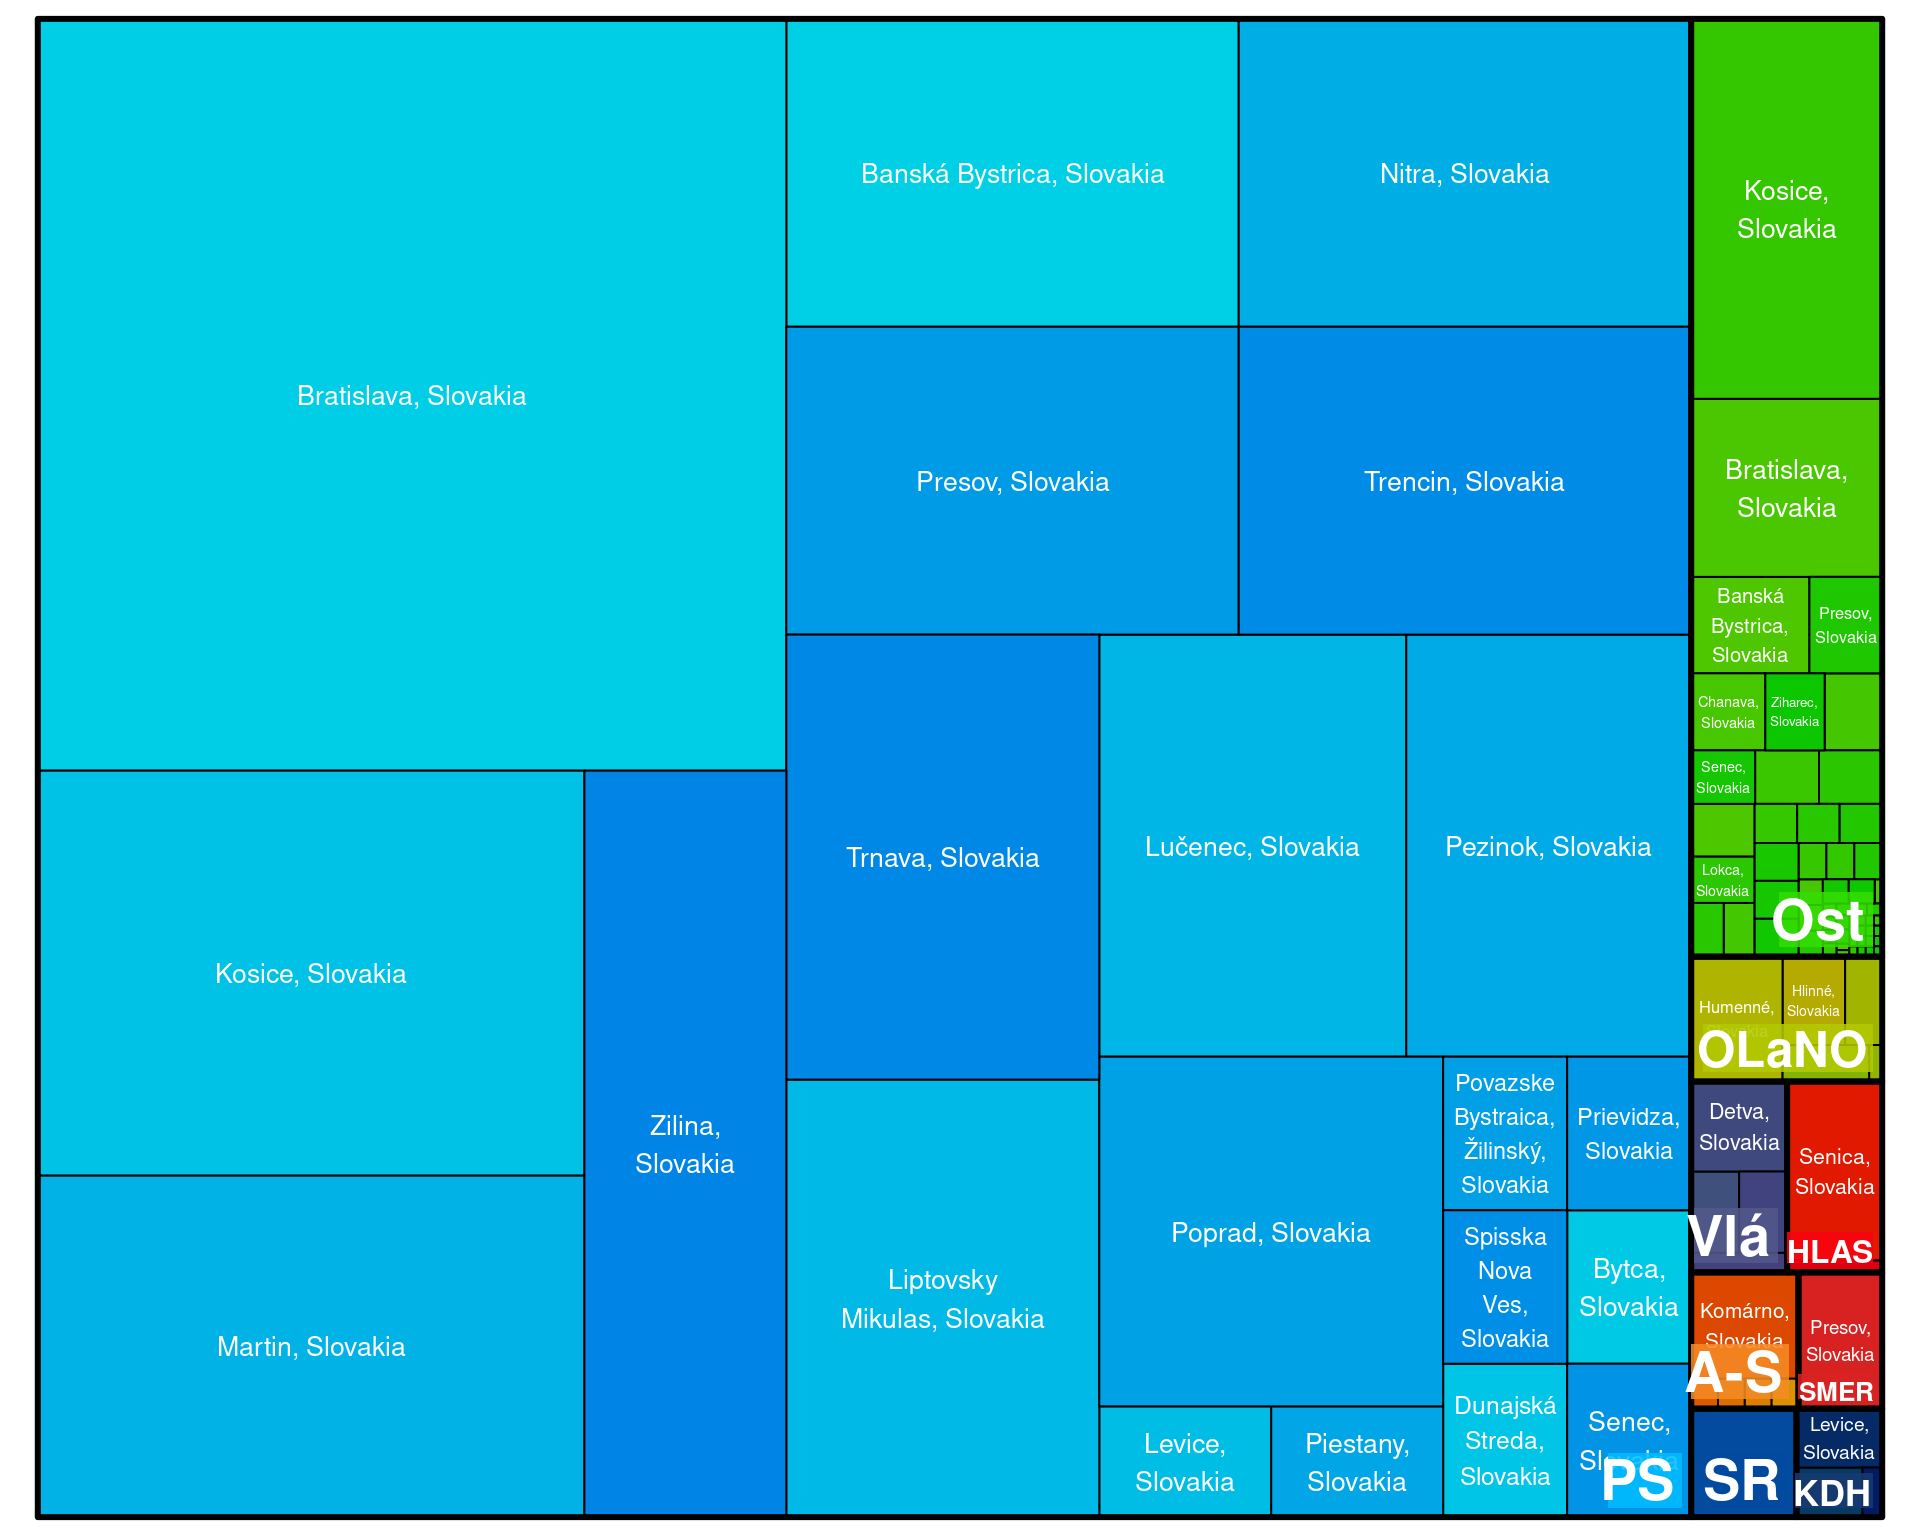 Bratislava, Slovakia
Banská Bystrica, Slovakia
Nitra, Slovakia
Presov, Slovakia
Trencin, Slovakia
Kosice, Slovakia
Martin, Slovakia
Zilina,
Slovakia
Trnava, Slovakia
Liptovsky
Mikulas, Slovakia
Lučenec, Slovakia
Pezinok, Slovakia
Poprad, Slovakia
Levice,
Slovakia
Piestany,
Slovakia
Povazske
Bystraica,
Žilinský,
Slovakia
Prievidza,
Slovakia
Spisska
Nova
Ves,
Slovakia
Bytca,
Slovakia
Dunajská
Streda,
Slovakia
Senec,
Slovakia
PS
Kosice,
Slovakia
Bratislava,
Slovakia
Banská
Bystrica,
Slovakia
Presov,
Slovakia
Chanava,
Slovakia
Ziharec,
Slovakia
Senec,
Slovakia
Lokca,
Slovakia
Ost
Humenné,
Slovakia
Hlinné,
Slovakia
OLaNO
Detva,
Slovakia
Vlá
Senica,
Slovakia
HLAS
Komárno,
Slovakia
A-S
Presov,
Slovakia
SMER
SR
Levice,
Slovakia
KDH